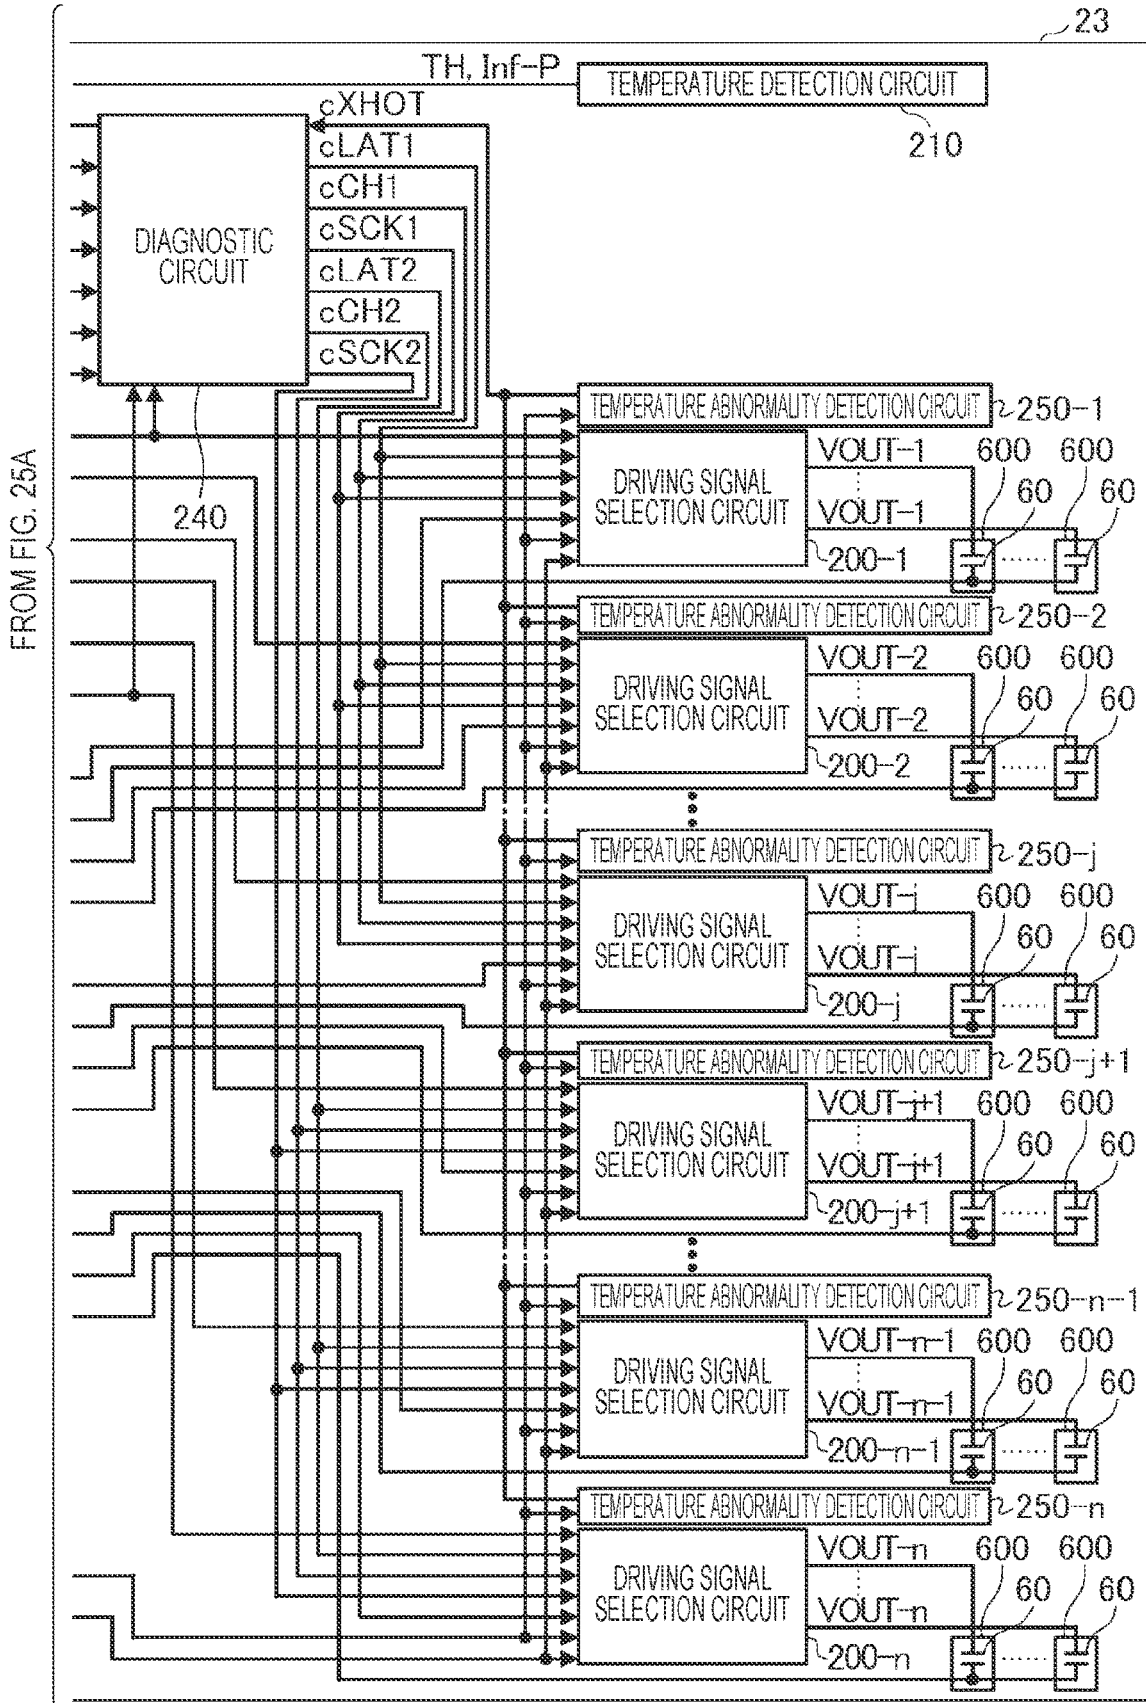 23
TH, Inf-P
TEMPERATURE DETECTION CIRCUIT
210
cXHOT
cLAT1
cCH1
cSCK1
cLAT2
cCH2
cSCK2
DIAGNOSTIC
CIRCUIT
240
FROM FIG. 25A
TEMPERATURE ABNORMALITY DETECTION CIRCUIT
250-1
DRIVING SIGNAL
SELECTION CIRCUIT
VOUT-1
VOUT-1
200-1
600
600
60
60
TEMPERATURE ABNORMALITY DETECTION CIRCUIT
250-2
DRIVING SIGNAL
SELECTION CIRCUIT
VOUT-2
VOUT-2
200-2
600
600
60
60
TEMPERATURE ABNORMALITY DETECTION CIRCUIT
250-j
DRIVING SIGNAL
SELECTION CIRCUIT
VOUT-j
VOUT-j
200-j
600
600
60
60
TEMPERATURE ABNORMALITY DETECTION CIRCUIT
250-j+1
DRIVING SIGNAL
SELECTION CIRCUIT
VOUT-j+1
VOUT-j+1
200-j+1
600
600
60
60
TEMPERATURE ABNORMALITY DETECTION CIRCUIT
250-n-1
DRIVING SIGNAL
SELECTION CIRCUIT
VOUT-n-1
VOUT-n-1
200-n-1
600
600
60
60
TEMPERATURE ABNORMALITY DETECTION CIRCUIT
250-n
DRIVING SIGNAL
SELECTION CIRCUIT
VOUT-n
VOUT-n
200-n
600
600
60
60